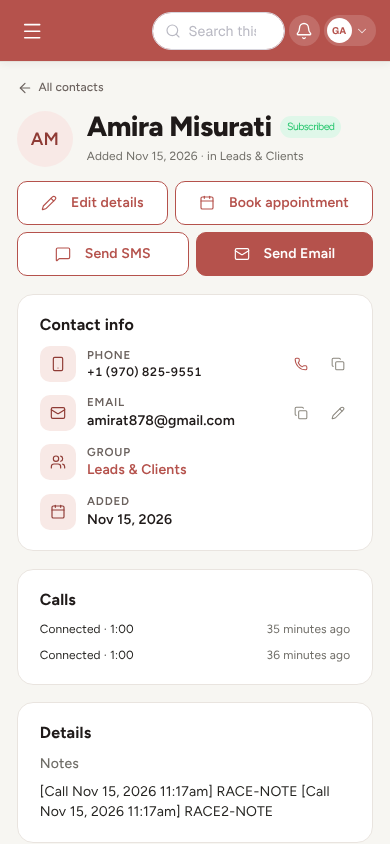 Search this
GA
All contacts
AM
Amira Misurati
Subscribed
Added Nov 15, 2026 · in Leads & Clients
Edit details
Book appointment
Send SMS
Send Email
Contact info
PHONE
+1 (970) 825-9551
EMAIL
amirat878@gmail.com
GROUP
Leads & Clients
ADDED
Nov 15, 2026
Calls
Connected · 1:00 35 minutes ago
Connected · 1:00 36 minutes ago
Details
Notes
[Call Nov 15, 2026 11:17am] RACE-NOTE [Call
Nov 15, 2026 11:17am] RACE2-NOTE